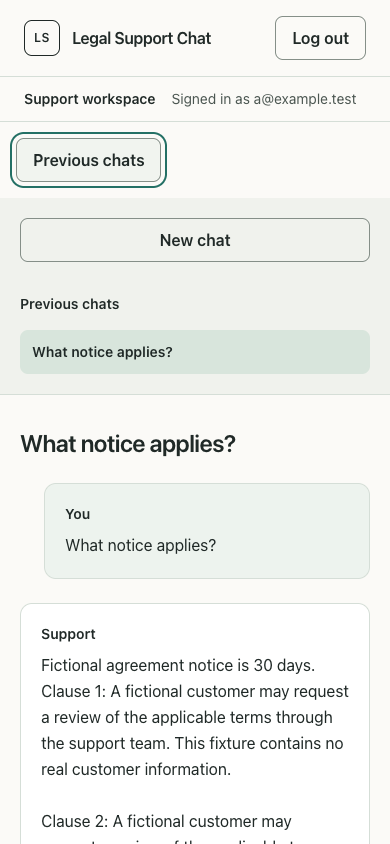 LS
Legal Support Chat
Log out
Support workspace
Signed in as a@example.test
Previous chats
New chat
Previous chats
What notice applies?
What notice applies?
You
What notice applies?
Support
Fictional agreement notice is 30 days.
Clause 1: A fictional customer may request
a review of the applicable terms through
the support team. This fixture contains no
real customer information.
Clause 2: A fictional customer may